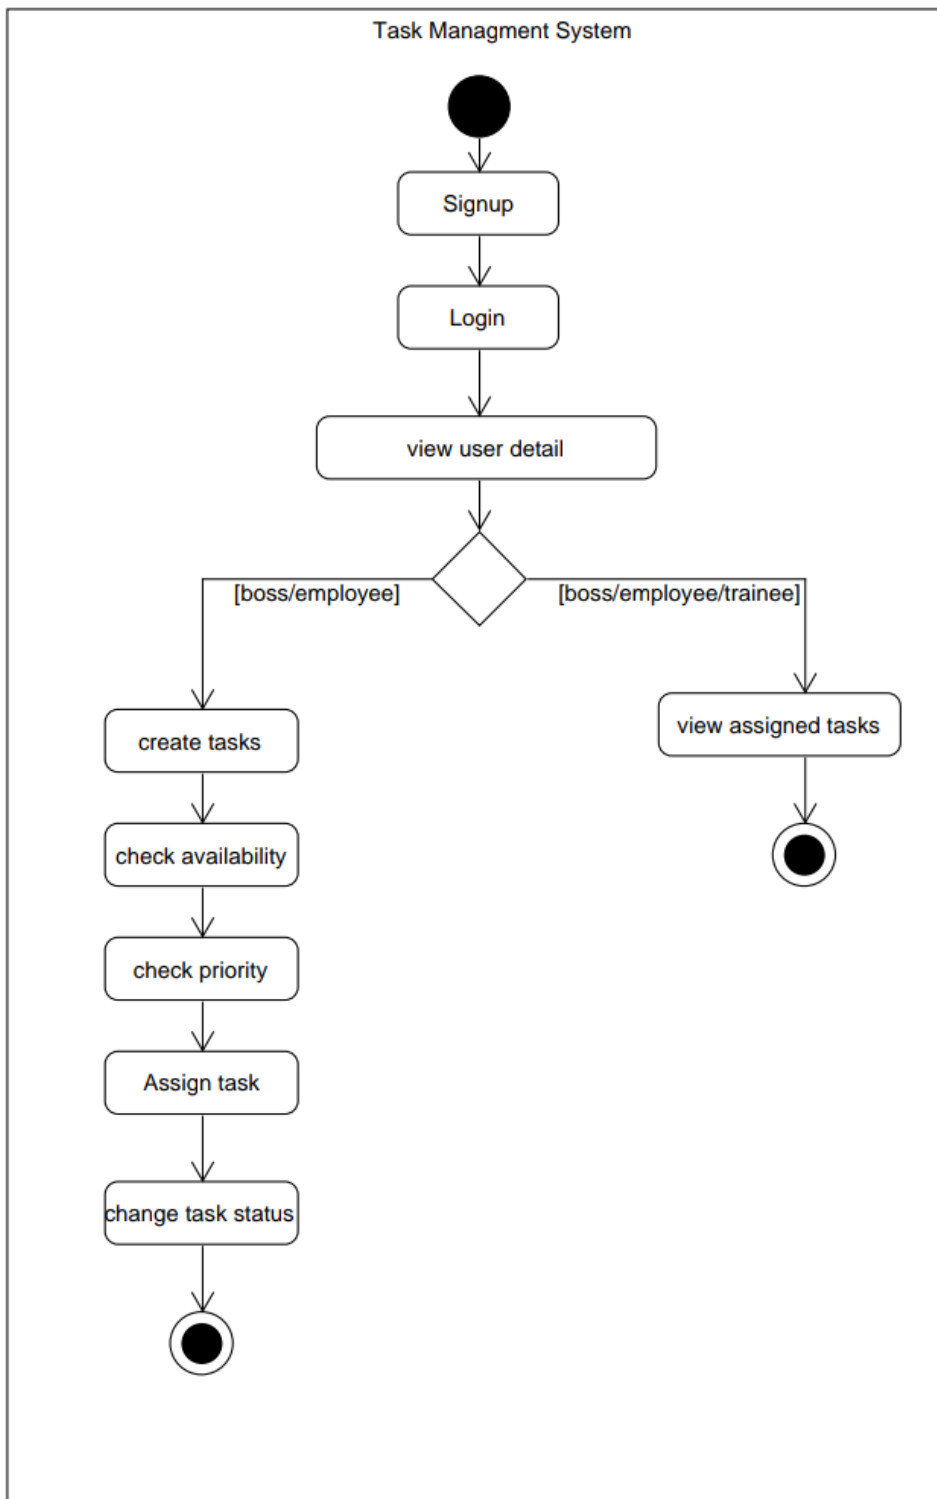 Task Managment System
Signup
Login
view user detail
[boss/employee]
[boss/employee/trainee]
create tasks
view assigned tasks
check availability
check priority
Assign task
change task status